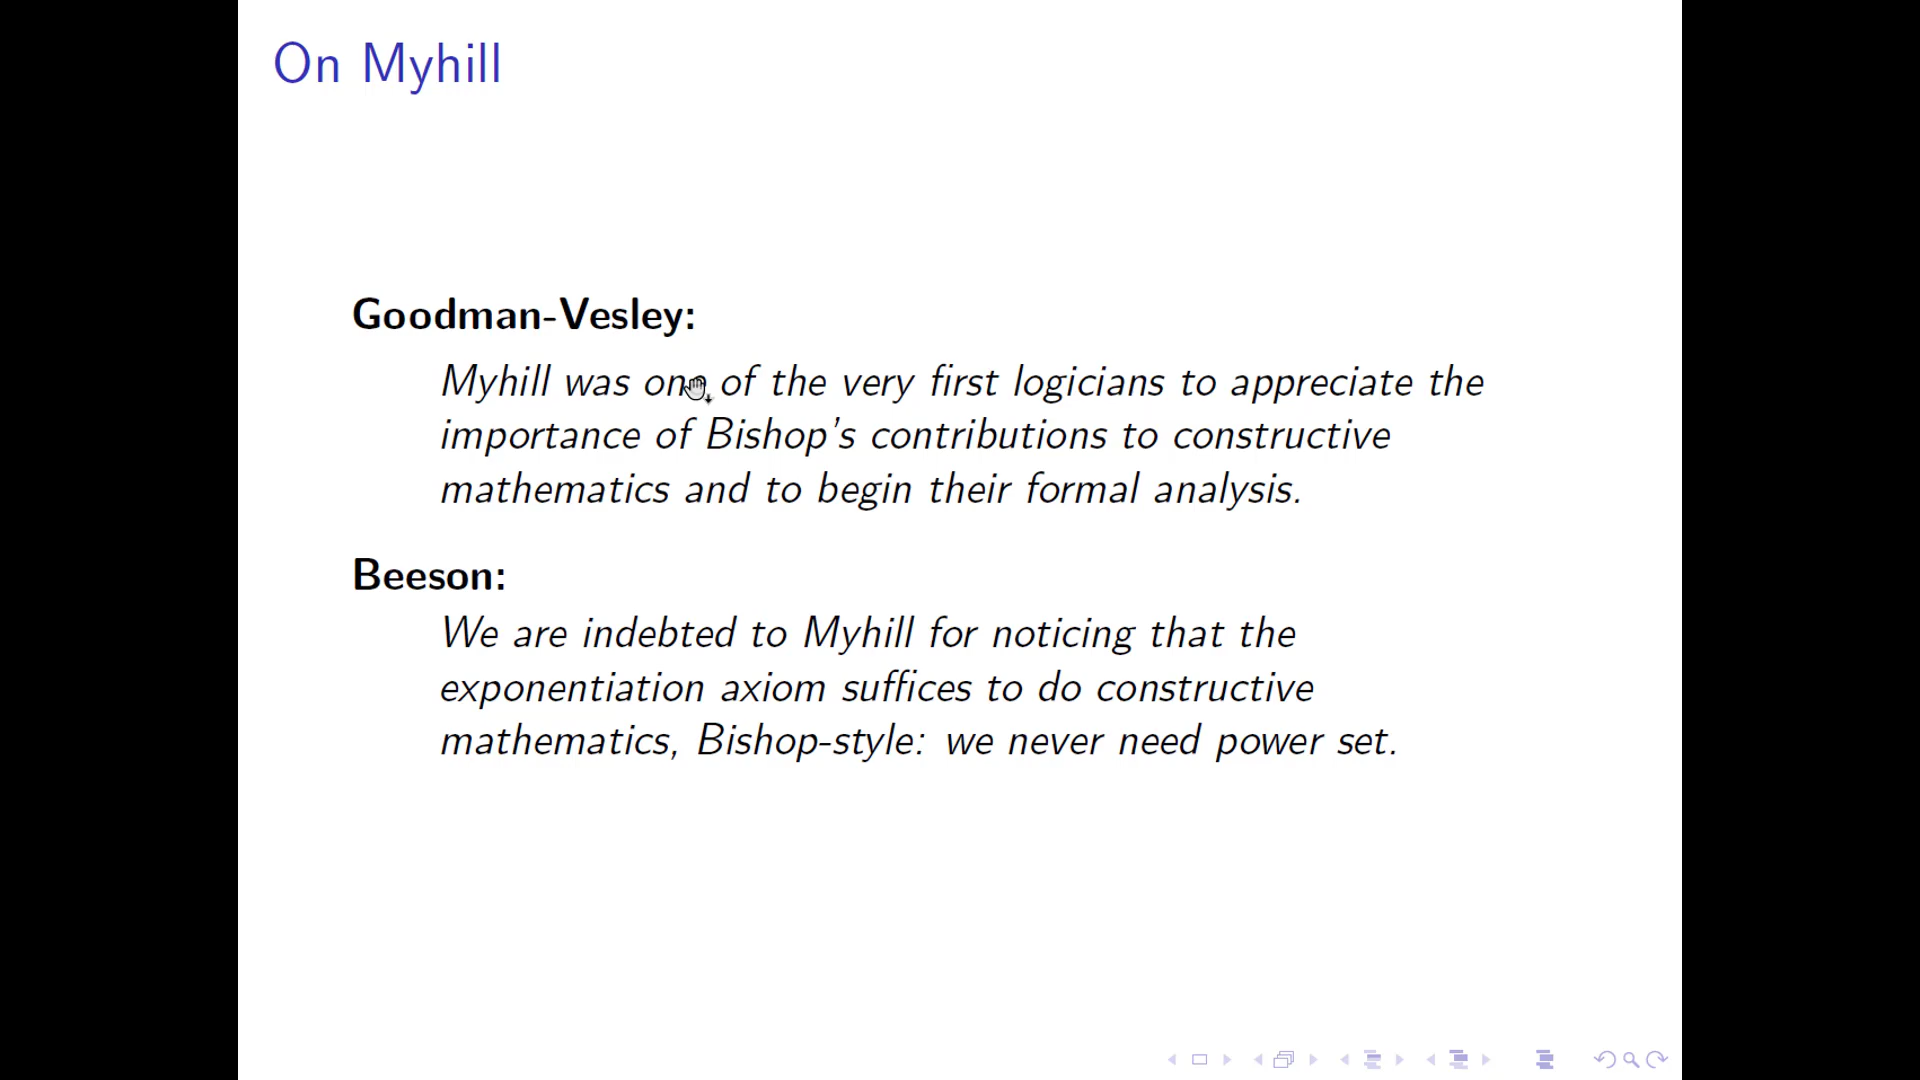 On Myhill
Goodman-Vesley:
Myhill was one of the very first logicians to appreciate the
importance of Bishop's contributions to constructive
mathematics and to begin their formal analysis.
Beeson:
We are indebted to Myhill for noticing that the
exponentiation axiom suffices to do constructive
mathematics, Bishop-style: we never need power set.